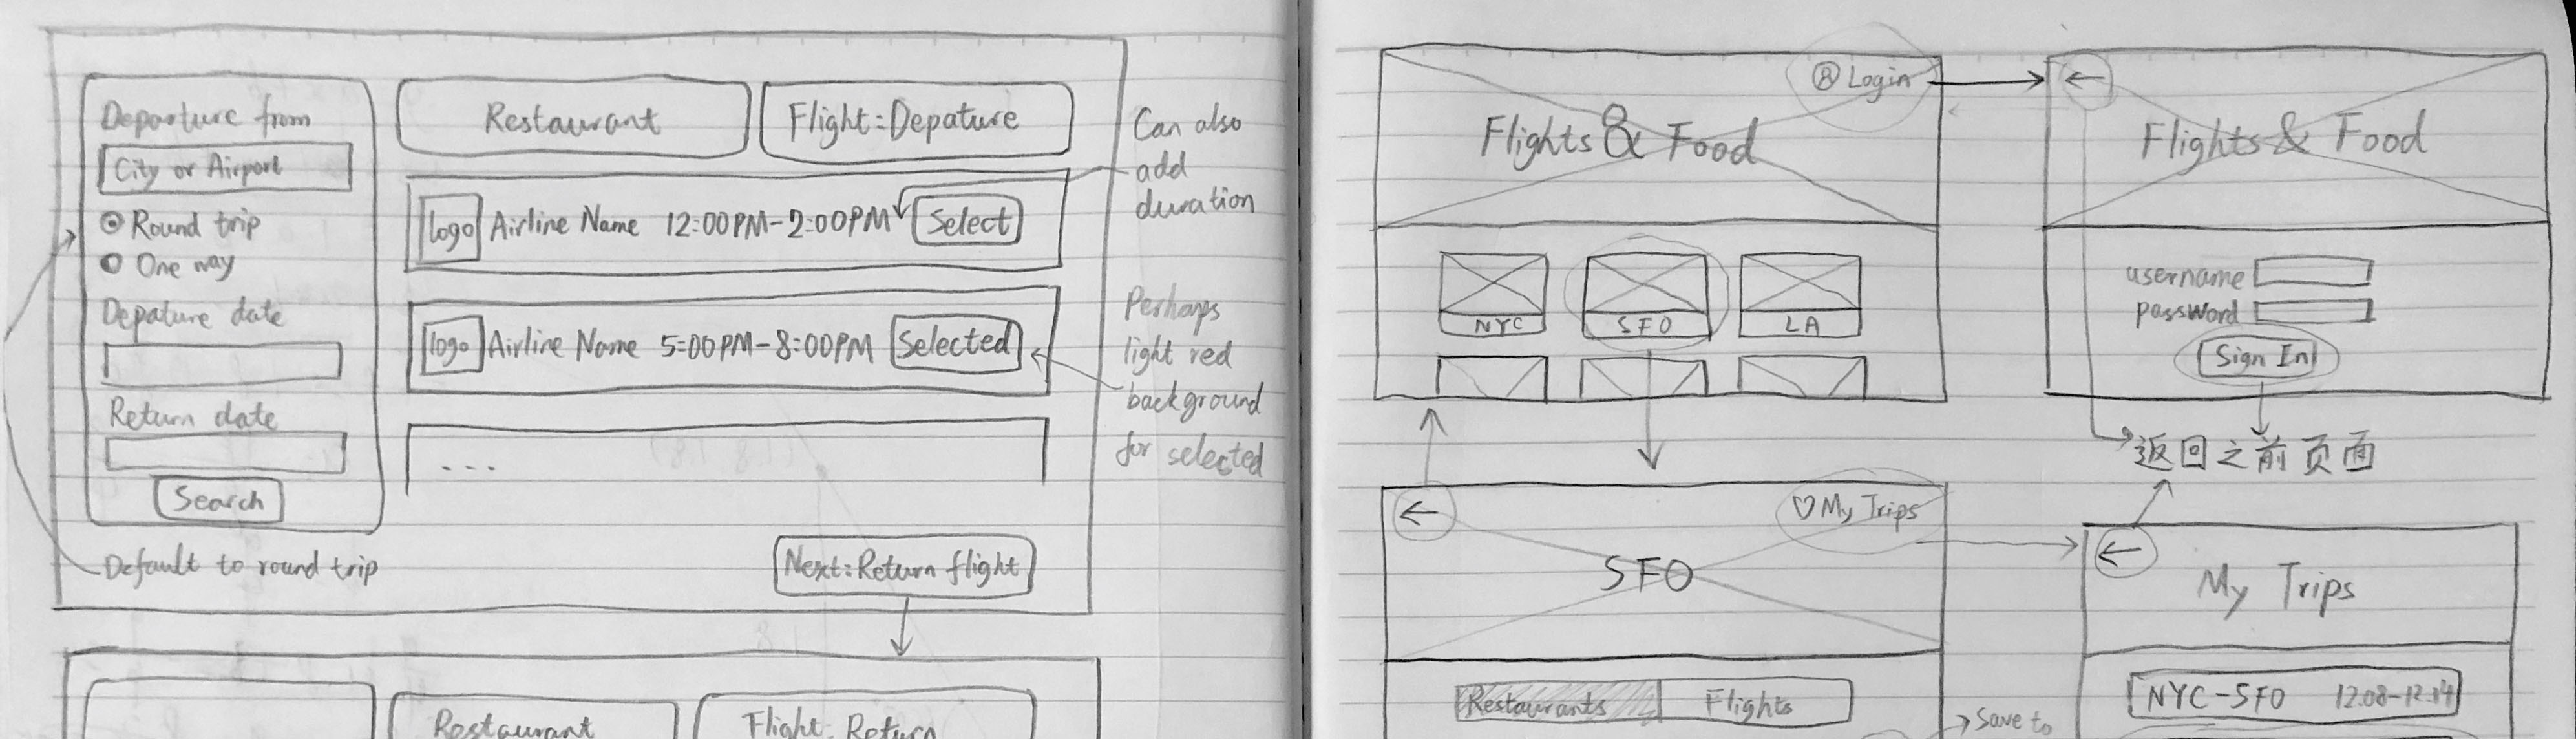 Departure from
City or Airport
Round trip
One way
Depature date
Return date
Search
Default to round trip
Restaurant
Flight:Depature
logo Airline Name 12:00PM-2:00PM Select
logo Airline Name 5:00PM-8:00PM Selected
...
Next:Return flight
Can also
add
duration
Perhaps
light red
background
for selected
Restaurant
Flight Return
Login
Flights & Food
NYC
SFO
LA
←
Flights & Food
username
password
Sign In
返回之前页面
←
♡My Trips
SFO
Restaurants
Flights
Save to
←
My Trips
NYC-SFO 12.08-12.14